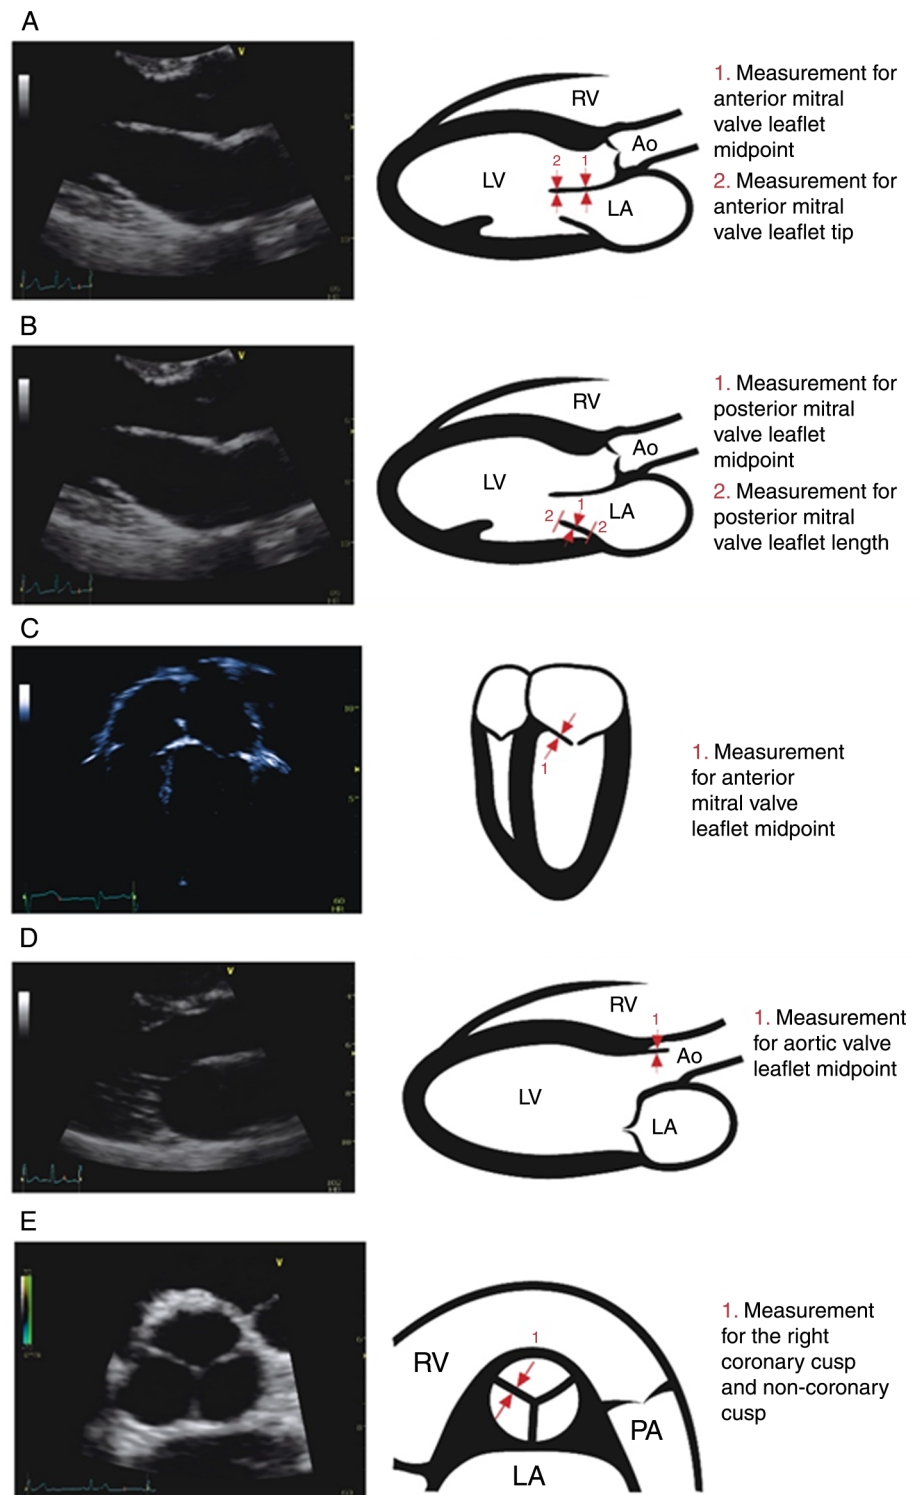 A
V
RV
Ao
2
1
LV
LA
1. Measurement for
anterior mitral
valve leaflet
midpoint
2. Measurement for
anterior mitral
valve leaflet tip
B
V
RV
Ao
LV
LA
1
2
2
1. Measurement for
posterior mitral
valve leaflet
midpoint
2. Measurement for
posterior mitral
valve leaflet length
C
10
5
60
HR
1
1. Measurement
for anterior
mitral valve
leaflet midpoint
D
V
RV
1
Ao
LV
LA
1. Measurement
for aortic valve
leaflet midpoint
E
V
1
RV
PA
LA
1. Measurement
for the right
coronary cusp
and non-coronary
cusp